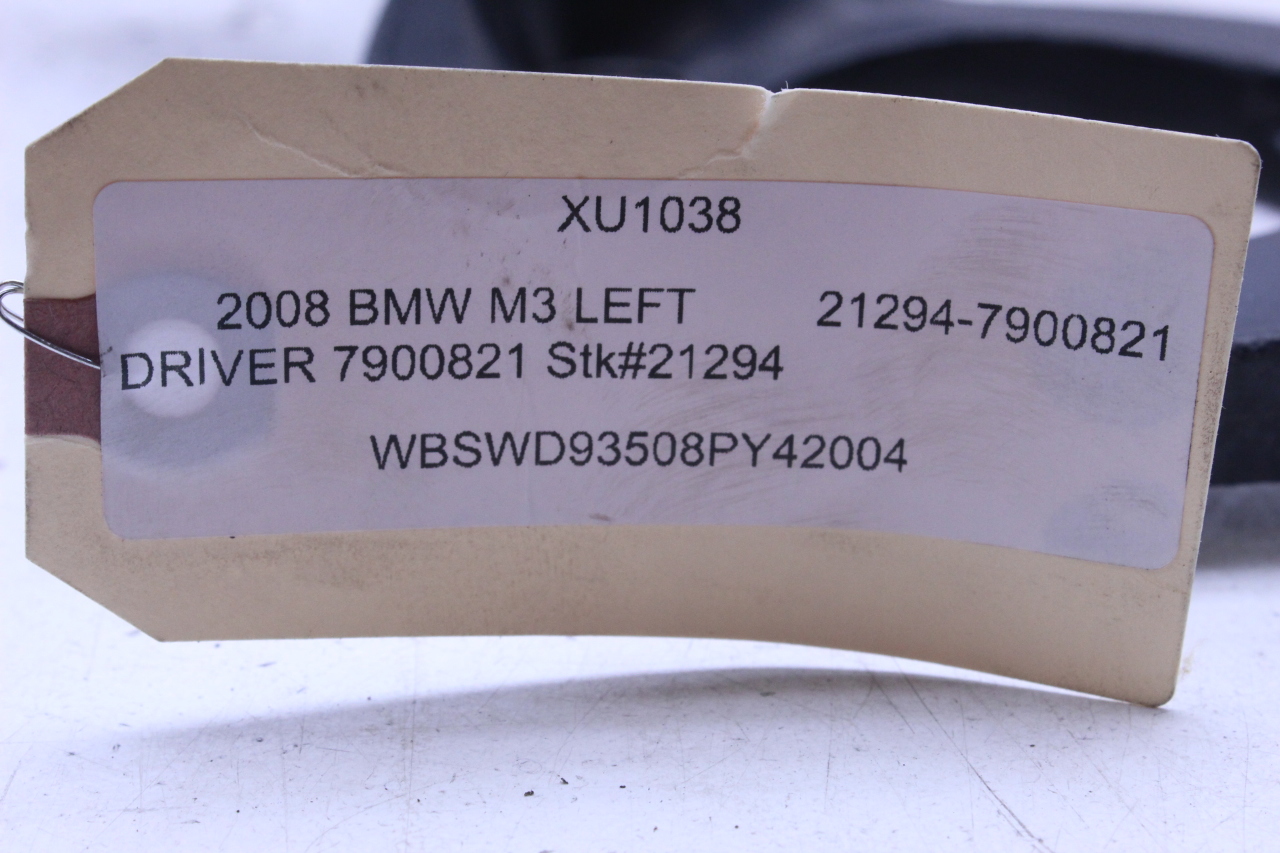 XU1038
2008 BMW M3 LEFT 21294-7900821
DRIVER 7900821 Stk#21294
WBSWD93508PY42004